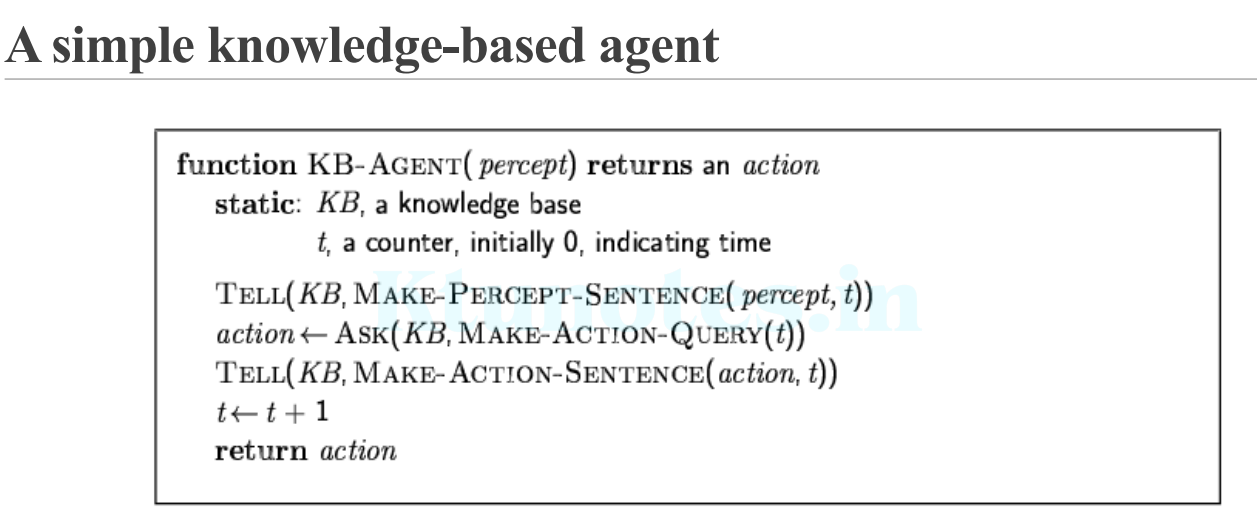 A simple knowledge-based agent
function KB-AGENT( percept) returns an action
static: KB, a knowledge base
t, a counter, initially 0, indicating time
TELL(KB, MAKE-PERCEPT-SENTENCE( percept, t))
action ← ASK(KB, MAKE-ACTION-QUERY(t))
TELL(KB, MAKE-ACTION-SENTENCE(action, t))
t ← t + 1
return action
Ktunotes.in